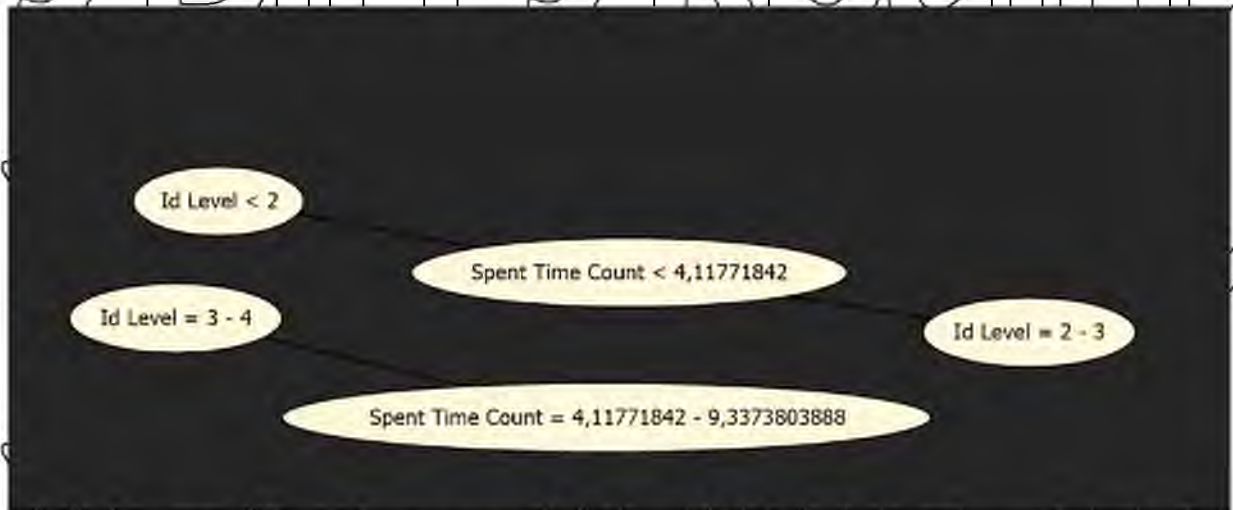 Id Level < 2
Spent Time Count < 4,11771842
Id Level = 3 - 4
Id Level = 2 - 3
Spent Time Count = 4,11771842 - 9,3373803888